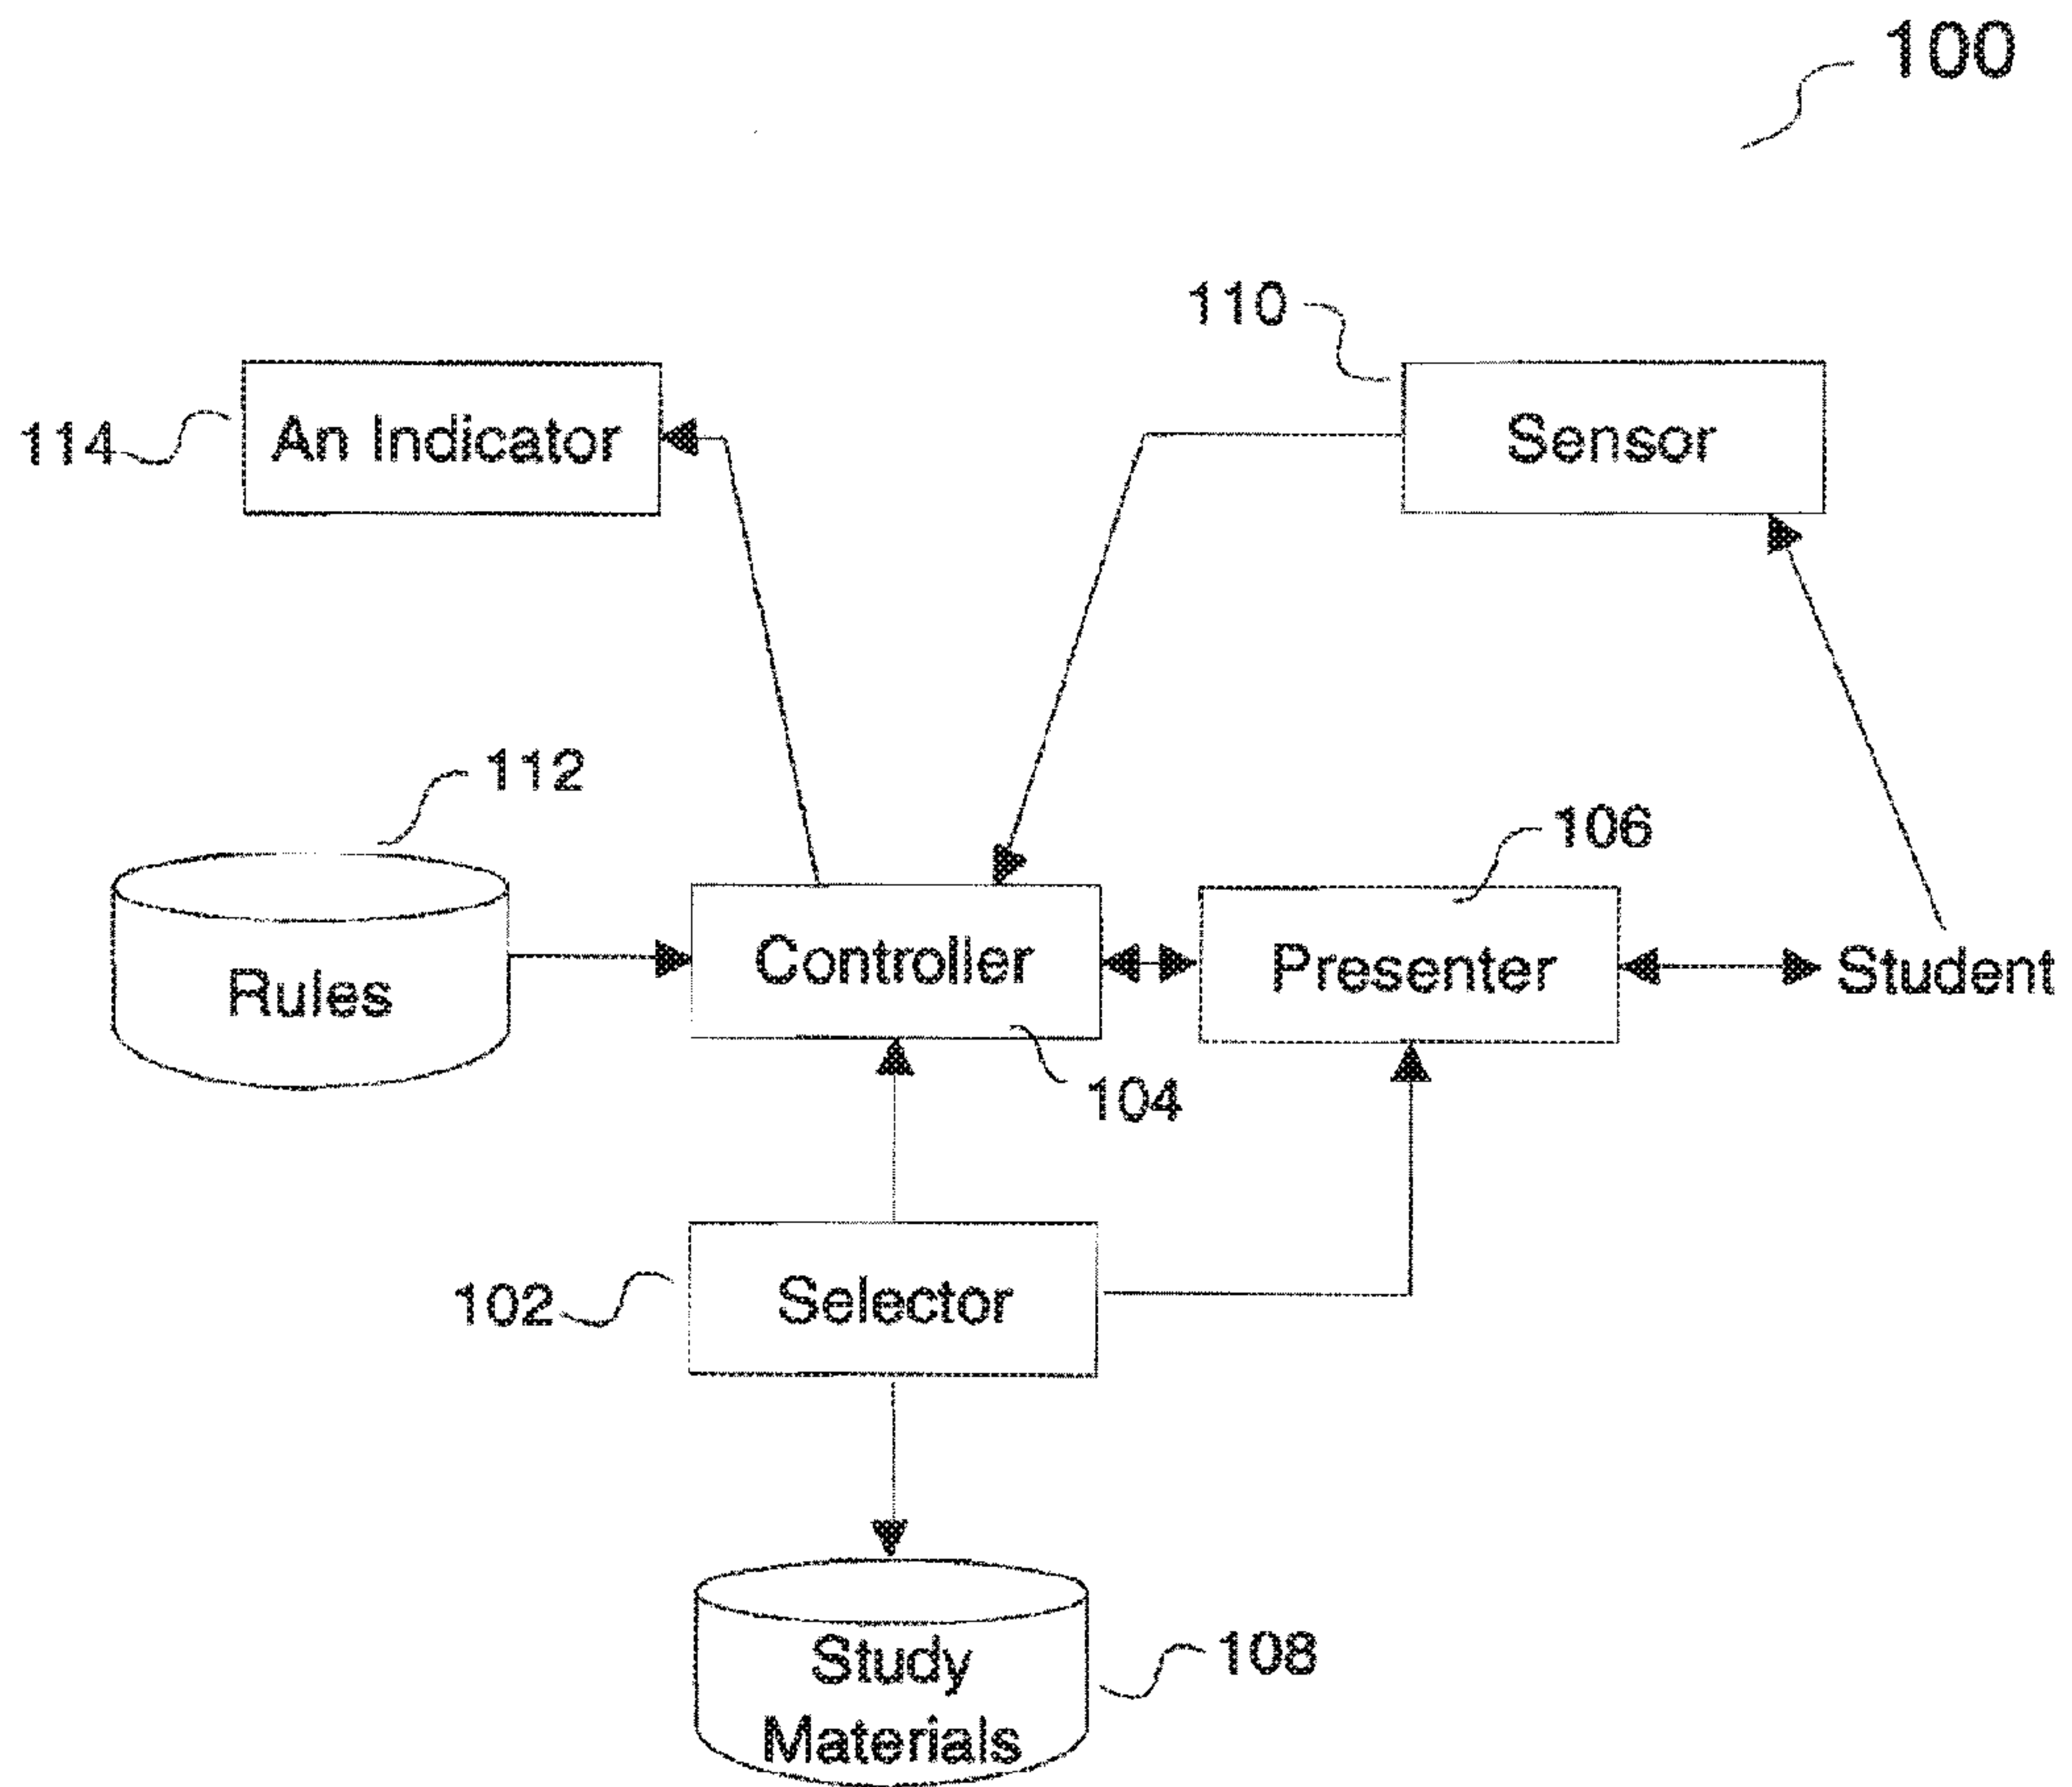 100
110
An Indicator
Sensor
114
112
106
Rules
Controller
Presenter
Student
104
102
Selector
Study
Materials
108